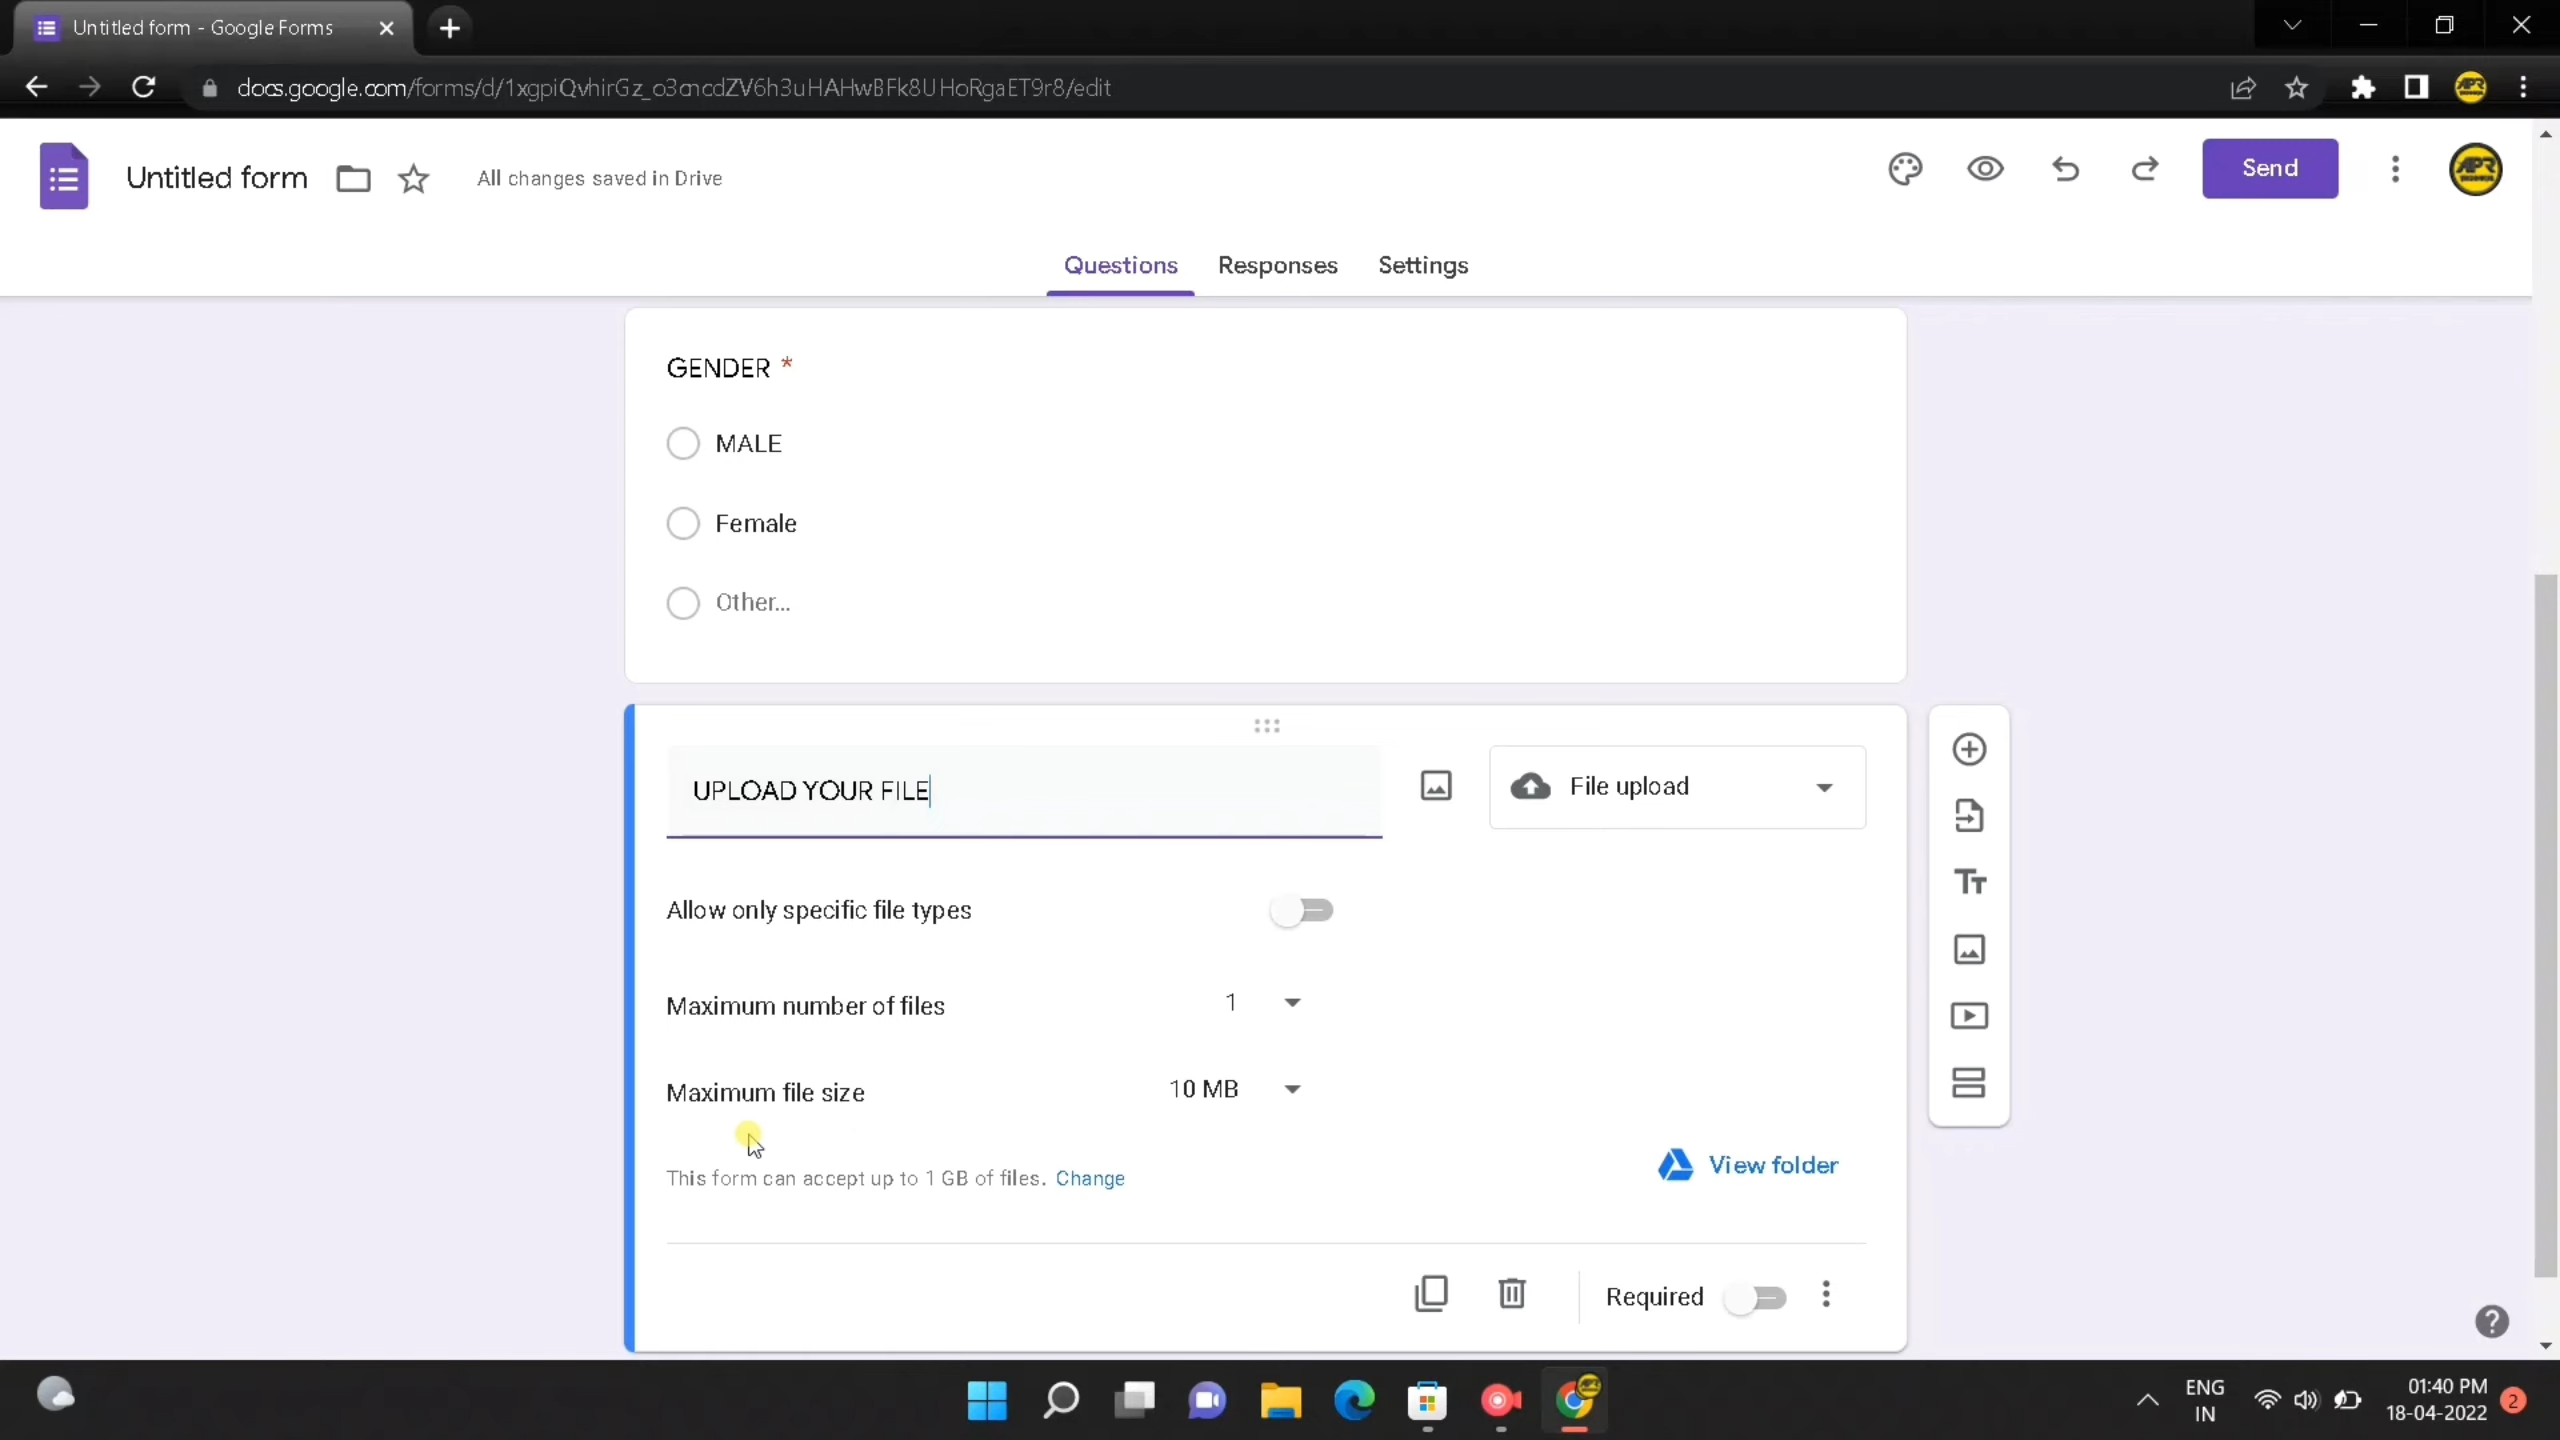 Untitled form - Google Forms
docs.google.com/forms/d/1xgpiQvhirGz_o3ancdZV6h3uHAHwBFk8UHoRgaET9r8/edit
Untitled form
All changes saved in Drive
Send
APR
Questions Responses Settings
GENDER *
MALE
Female
Other...
UPLOAD YOUR FILE
File upload
Allow only specific file types
Maximum number of files 1
Maximum file size 10 MB
This form can accept up to 1 GB of files. Change
View folder
Required
ENG
IN
01:40 PM
18-04-2022
2